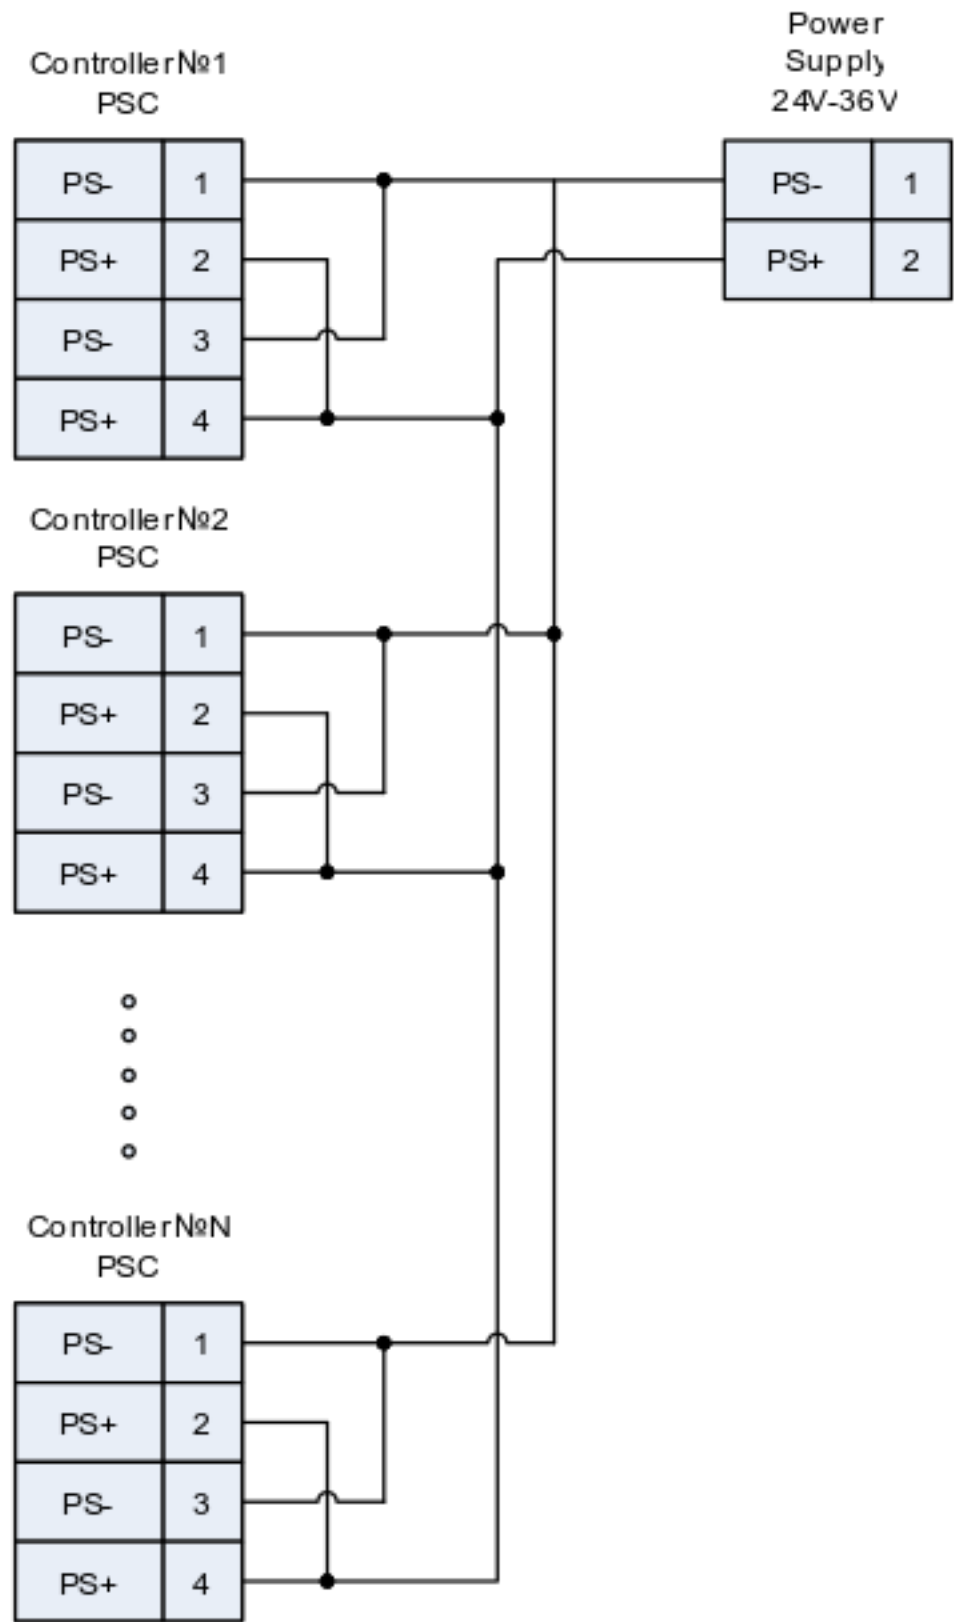 Controller№1
PSC
PS- 1
PS+ 2
PS- 3
PS+ 4
Power
Supply
24V-36V
PS- 1
PS+ 2
Controller№2
PSC
PS- 1
PS+ 2
PS- 3
PS+ 4
Controller№N
PSC
PS- 1
PS+ 2
PS- 3
PS+ 4